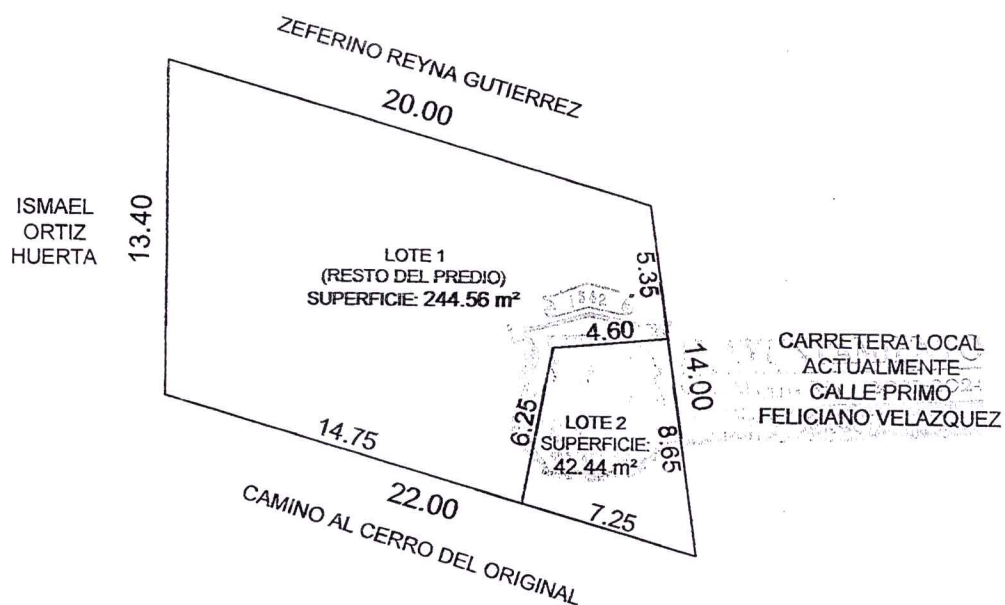 ZEFERINO REYNA GUTIERREZ
20.00
ISMAEL
ORTIZ
HUERTA
13.40
LOTE 1
(RESTO DEL PREDIO)
SUPERFICIE: 244.56 m²
5.35
1542
4.60
14.00
CARRETERA LOCAL
ACTUALMENTE
CALLE PRIMO
FELICIANO VELAZQUEZ
6.25
LOTE 2
SUPERFICIE:
42.44 m²
8.65
14.75
22.00
7.25
CAMINO AL CERRO DEL ORIGINAL